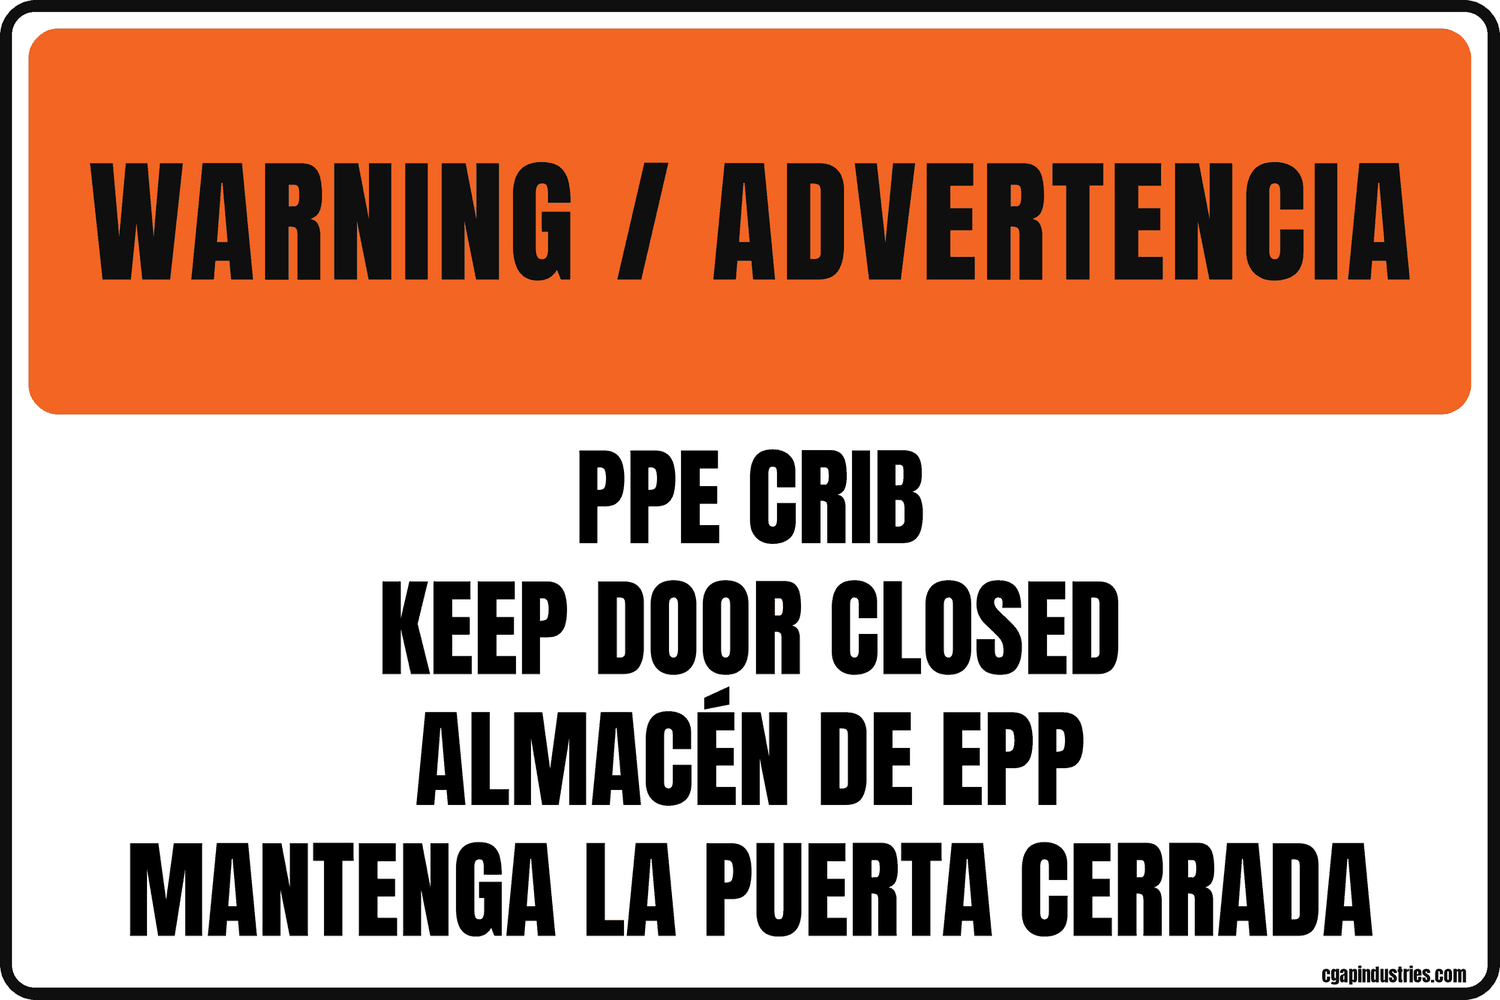 WARNING / ADVERTENCIA
PPE CRIB
KEEP DOOR CLOSED
ALMACÉN DE EPP
MANTENGA LA PUERTA CERRADA
cgapindustries.com